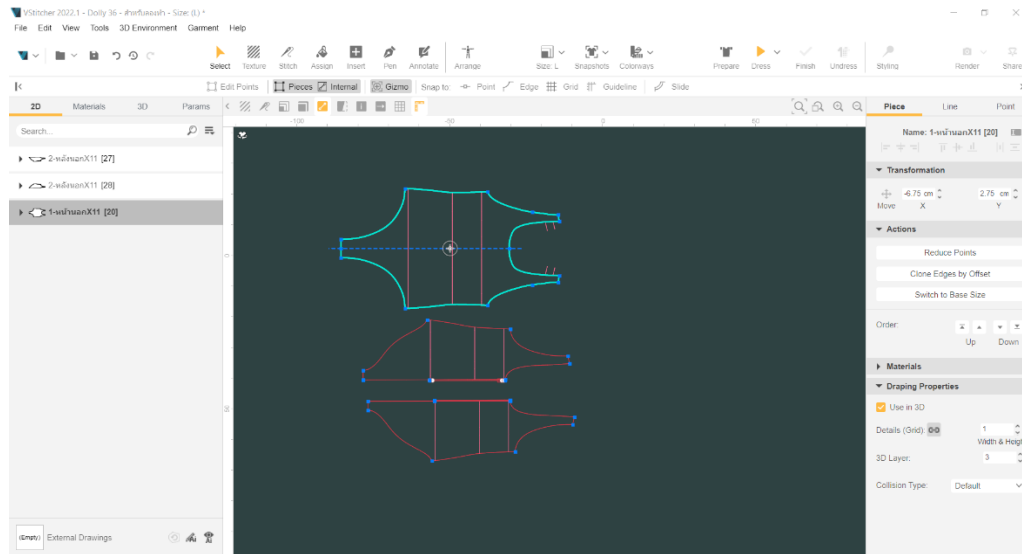 VStitcher 2022.1 - Dolity 36 - สำหรับลองผ้า - Size: (L) *
File Edit View Tools 3D Environment Garment Help
Select Texture Stitch Assign Insert Pen Annotate Arrange Size: L Snapshots Colorways Prepare Dress Finish Undress Styling Render Share
Edit Points Pieces Internal Gizmo Snap to: Point Edge Grid Guideline Slide
2D Materials 3D Params
Piece Line Point
Search...
-100 -50 0 50
Name: 1-หน้านอกX11 [20]
2-หลังนอกX11 [27]
2-หลังนอกX11 [28]
1-หน้านอกX11 [20]
Transformation
-6.75 cm 2.75 cm
Move X Y
Actions
Reduce Points
Clone Edges by Offset
Switch to Base Size
0
Order:
Up Down
Materials
Draping Properties
Use in 3D
Details (Grid): 1
Width & Heigh
3D Layer: 3
Collision Type: Default
(Empty) External Drawings